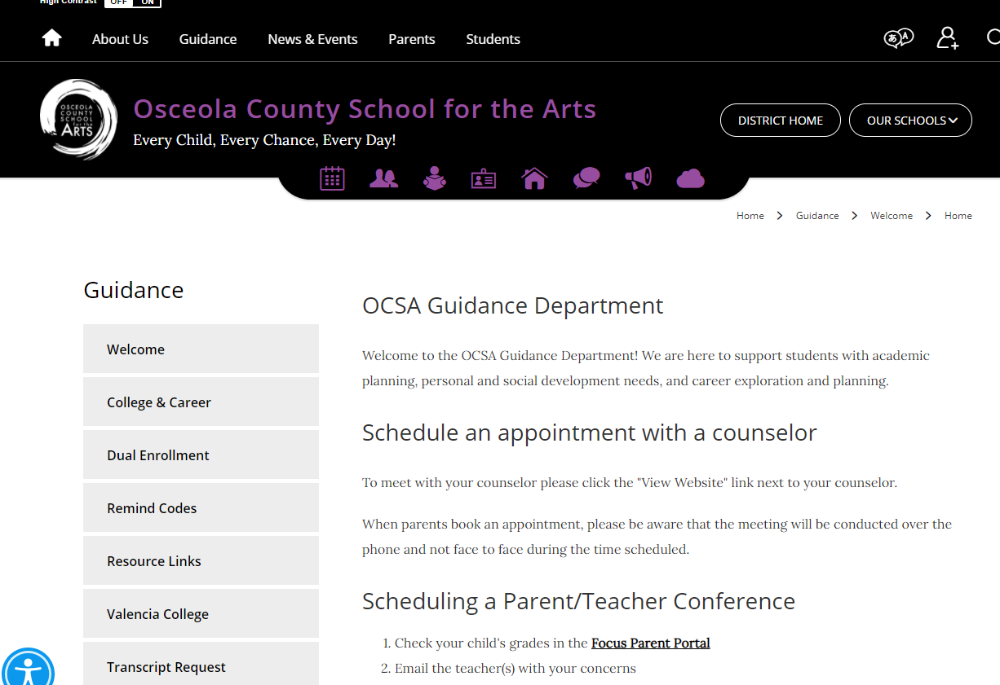 High Contrast OFF ON
About Us Guidance News & Events Parents Students
あ A
OSCEOLA
COUNTY
SCHOOL
for the
ARTS
Osceola County School for the Arts
Every Child, Every Chance, Every Day!
DISTRICT HOME OUR SCHOOLS
Home > Guidance > Welcome > Home
Guidance
Welcome
College & Career
Dual Enrollment
Remind Codes
Resource Links
Valencia College
Transcript Request
OCSA Guidance Department
Welcome to the OCSA Guidance Department! We are here to support students with academic
planning, personal and social development needs, and career exploration and planning.
Schedule an appointment with a counselor
To meet with your counselor please click the "View Website" link next to your counselor.
When parents book an appointment, please be aware that the meeting will be conducted over the
phone and not face to face during the time scheduled.
Scheduling a Parent/Teacher Conference
1. Check your child's grades in the Focus Parent Portal
2. Email the teacher(s) with your concerns